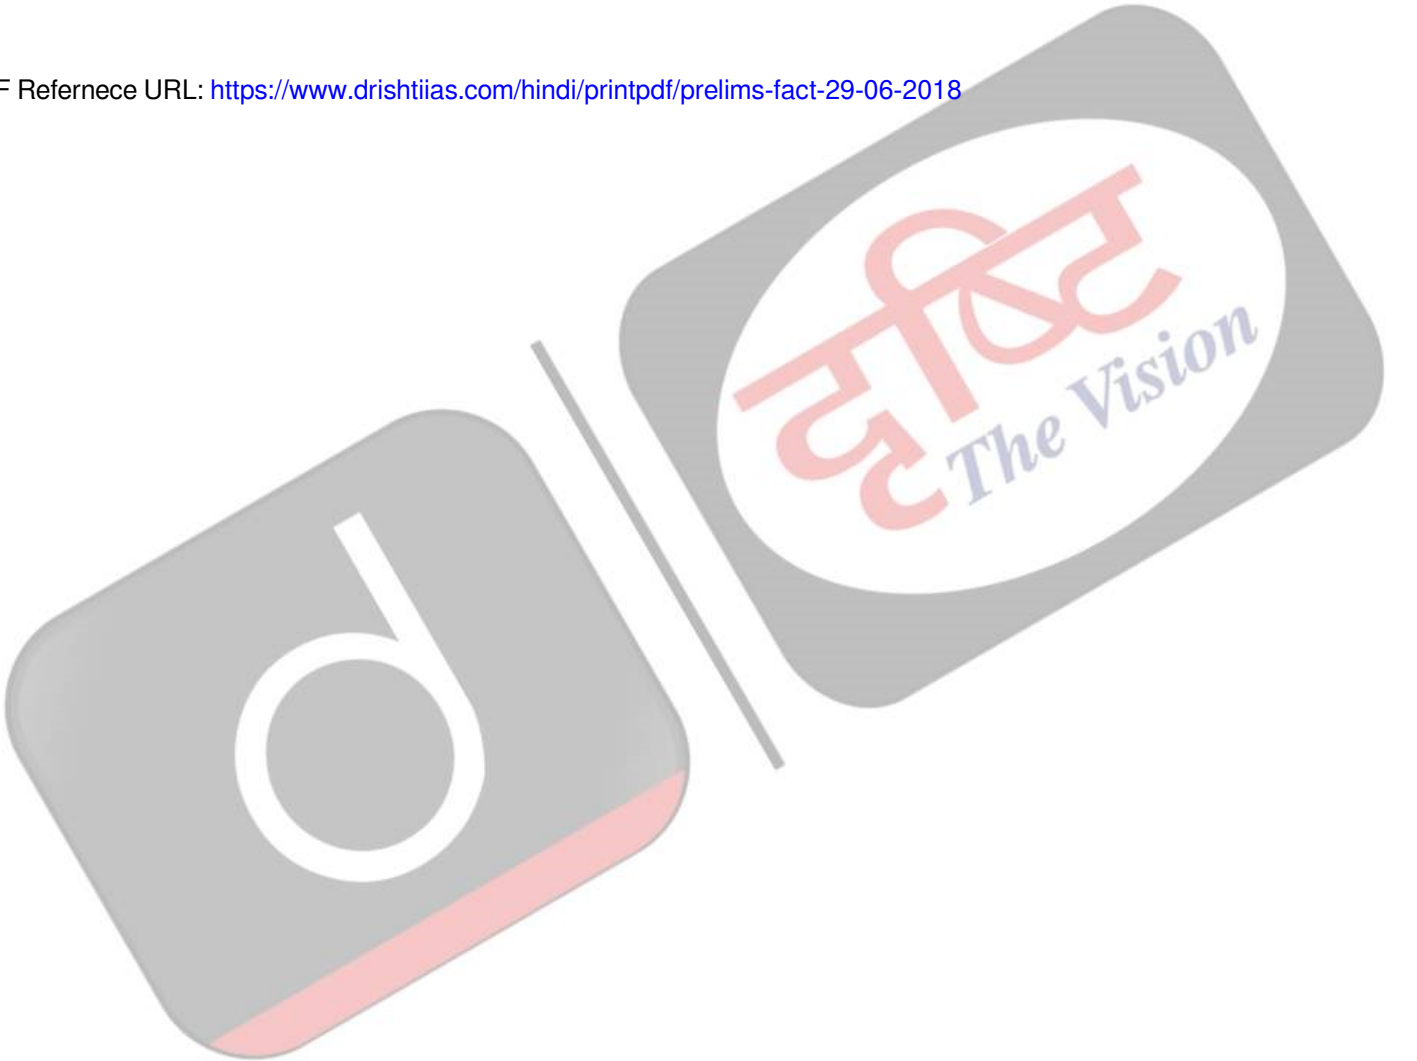 F Refernece URL: https://www.drishtiias.com/hindi/printpdf/prelims-fact-29-06-2018
दृष्टि
The Vision
d